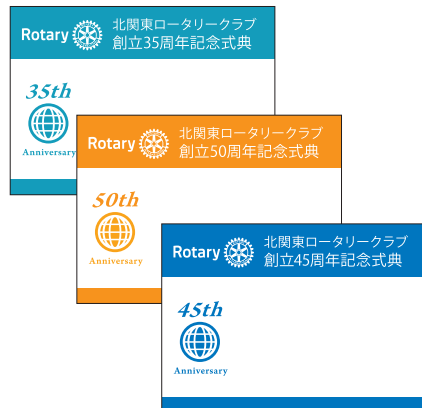 Rotary
北関東ロータリークラブ
創立35周年記念式典
35th
Anniversary
Rotary
北関東ロータリークラブ
創立50周年記念式典
50th
Anniversary
Rotary
北関東ロータリークラブ
創立45周年記念式典
45th
Anniversary